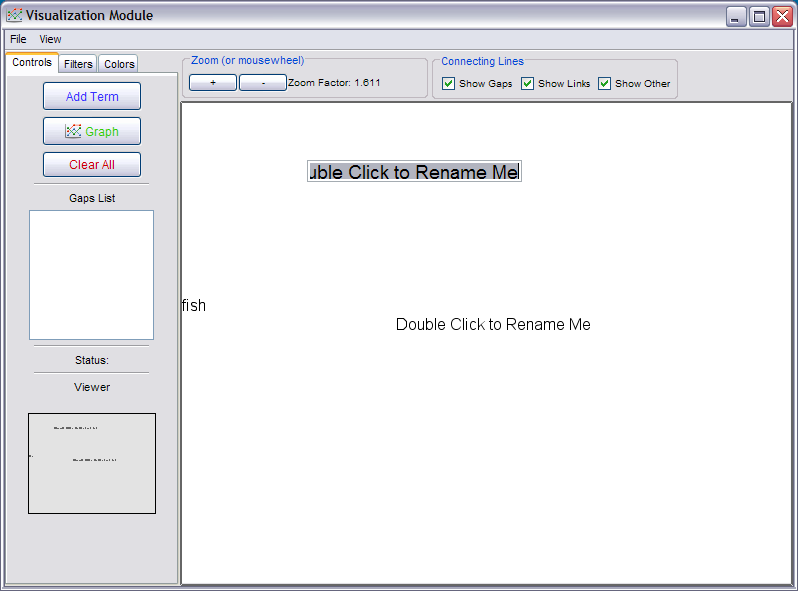 Visualization Module
File View
Controls Filters Colors
Add Term
Graph
Clear All
Gaps List
Status:
Viewer
Zoom (or mousewheel)
+ - Zoom Factor: 1.611
Connecting Lines
Show Gaps Show Links Show Other
uble Click to Rename Me
fish
Double Click to Rename Me